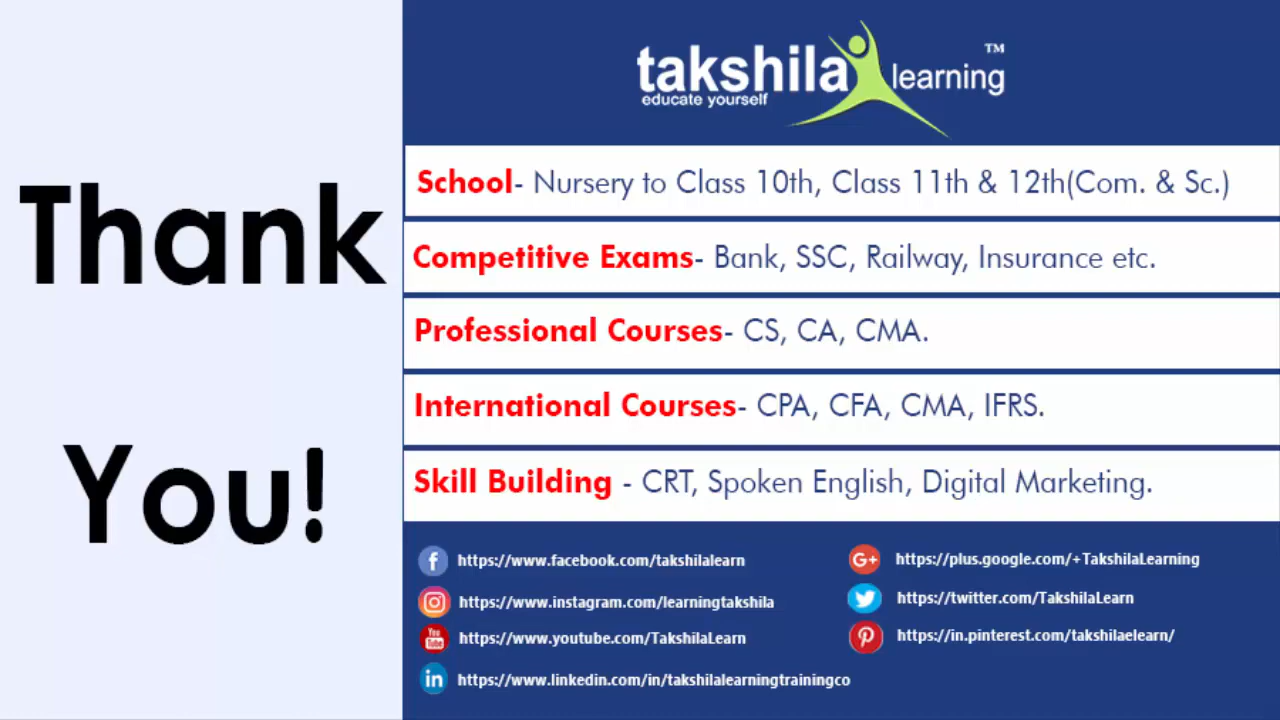 Thank
You!
takshila learning ™
educate yourself
School- Nursery to Class 10th, Class 11th & 12th(Com. & Sc.)
Competitive Exams- Bank, SSC, Railway, Insurance etc.
Professional Courses- CS, CA, CMA.
International Courses- CPA, CFA, CMA, IFRS.
Skill Building - CRT, Spoken English, Digital Marketing.
f https://www.facebook.com/takshilalearn
https://www.instagram.com/learningtakshila
You Tube https://www.youtube.com/TakshilaLearn
in https://www.linkedin.com/in/takshilalearningtrainingco
G+ https://plus.google.com/+TakshilaLearning
https://twitter.com/TakshilaLearn
https://in.pinterest.com/takshilaelearn/